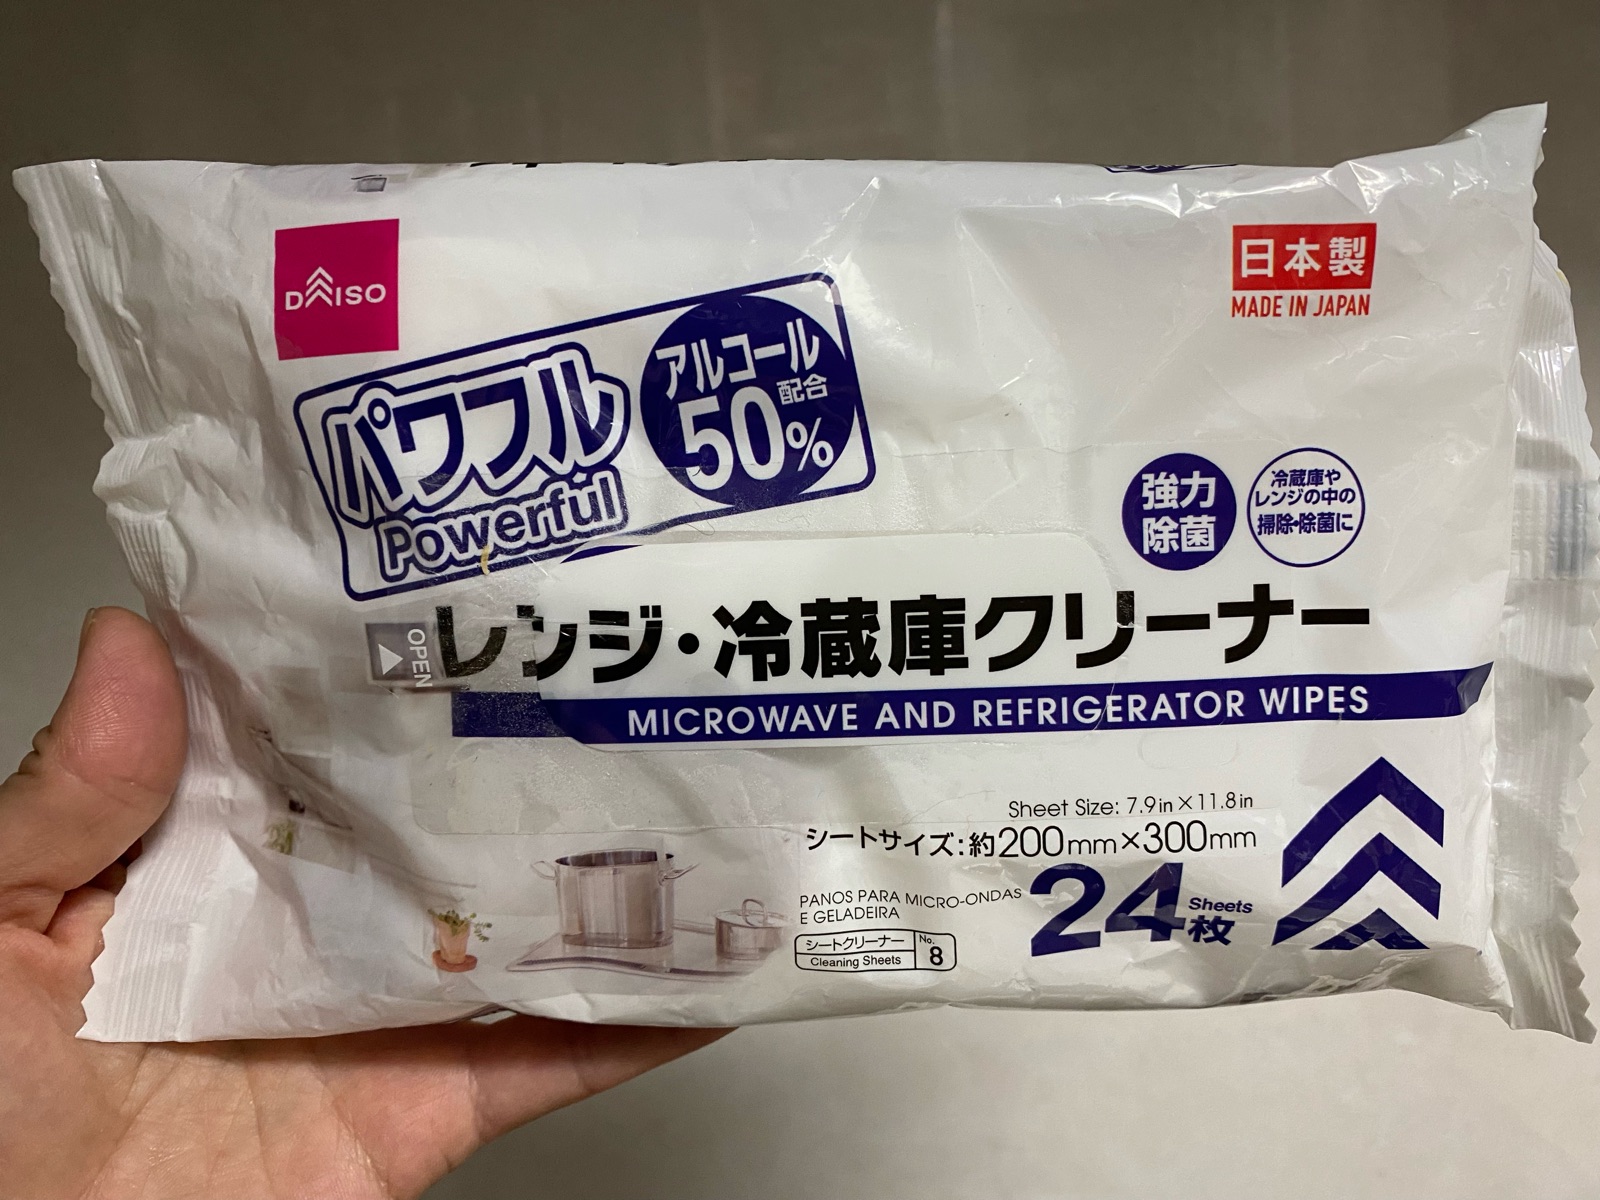 DAISO
日本製
MADE IN JAPAN
パワフル
Powerful
アルコール
50%
配合
強力
除菌
冷蔵庫や
レンジの中の
掃除・除菌に
OPEN
レンジ・冷蔵庫クリーナー
MICROWAVE AND REFRIGERATOR WIPES
Sheet Size: 7.9in×11.8in
シートサイズ:約200mm×300mm
PANOS PARA MICRO-ONDAS
E GELADEIRA
24 Sheets
枚
シートクリーナー
Cleaning Sheets
No.
8